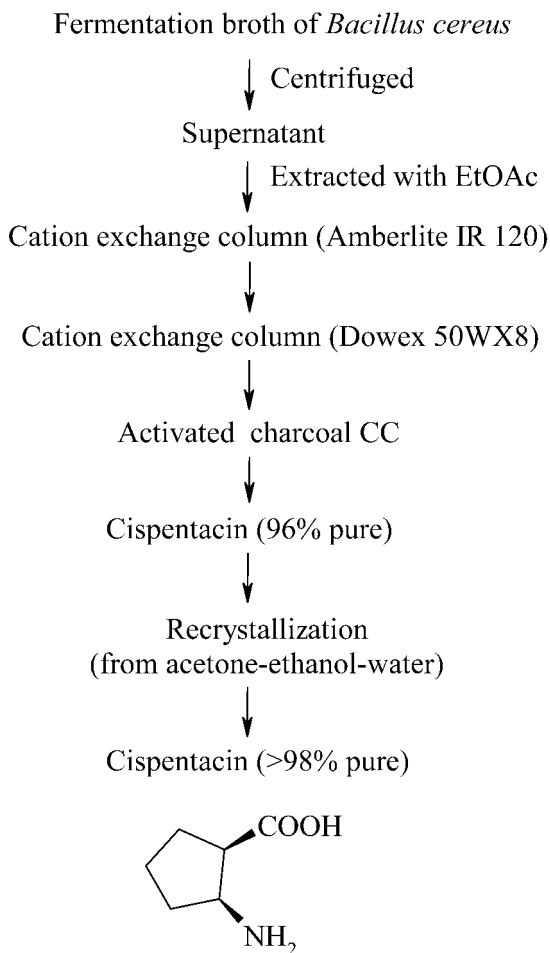 Fermentation broth of Bacillus cereus
Centrifuged
Supernatant
Extracted with EtOAc
Cation exchange column (Amberlite IR 120)
Cation exchange column (Dowex 50WX8)
Activated charcoal CC
Cispentacin (96% pure)
Recrystallization
(from acetone-ethanol-water)
Cispentacin (>98% pure)
COOH
NH₂